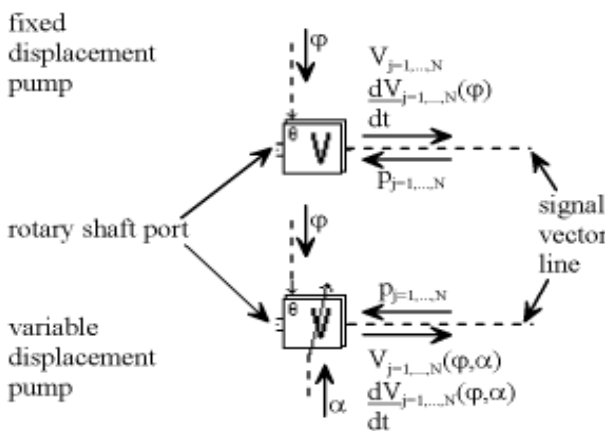 fixed
displacement
pump
φ
V j=1,...,N
dV j=1,...,N(φ)
dt
θ
V
p j=1,...,N
rotary shaft port
signal
vector
line
φ
p j=1,...,N
θ
V
variable
displacement
pump
V j=1,...,N(φ,α)
dV j=1,...,N(φ,α)
dt
α